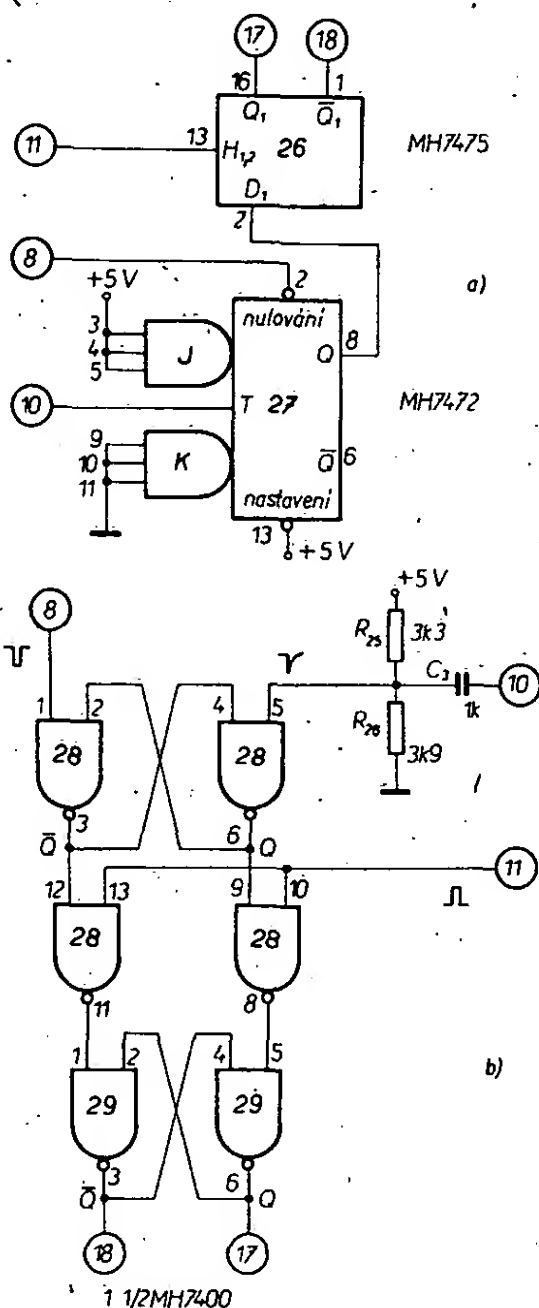 17
18
16
1
Q₁
Q̄₁
11
13
H₁,₂
26
MH7475
D₁
2
8
+5V
2
a)
nulování
3
4
5
J
Q
8
10
T
27
MH7472
9
10
11
K
Q̄
6
nastavení
13
+5V
8
+5V
R₂₅
3k3
C₃
10
1k
1
2
4
5
R₂₆
3k9
28
28
3
6
Q̄
Q
12
13
9
10
11
28
28
11
8
1
2
4
5
b)
29
29
3
6
Q̄
Q
18
17
1 1/2MH7400